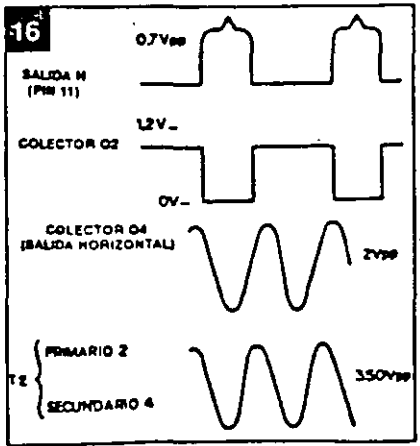 16
0,7Vpp
SALIDA H
(PIN 11)
1,2V
COLECTOR Q2
0V
COLECTOR Q4
(SALIDA HORIZONTAL)
2Vpp
PRIMARIO 2
T2
350Vpp
SECUNDARIO 4